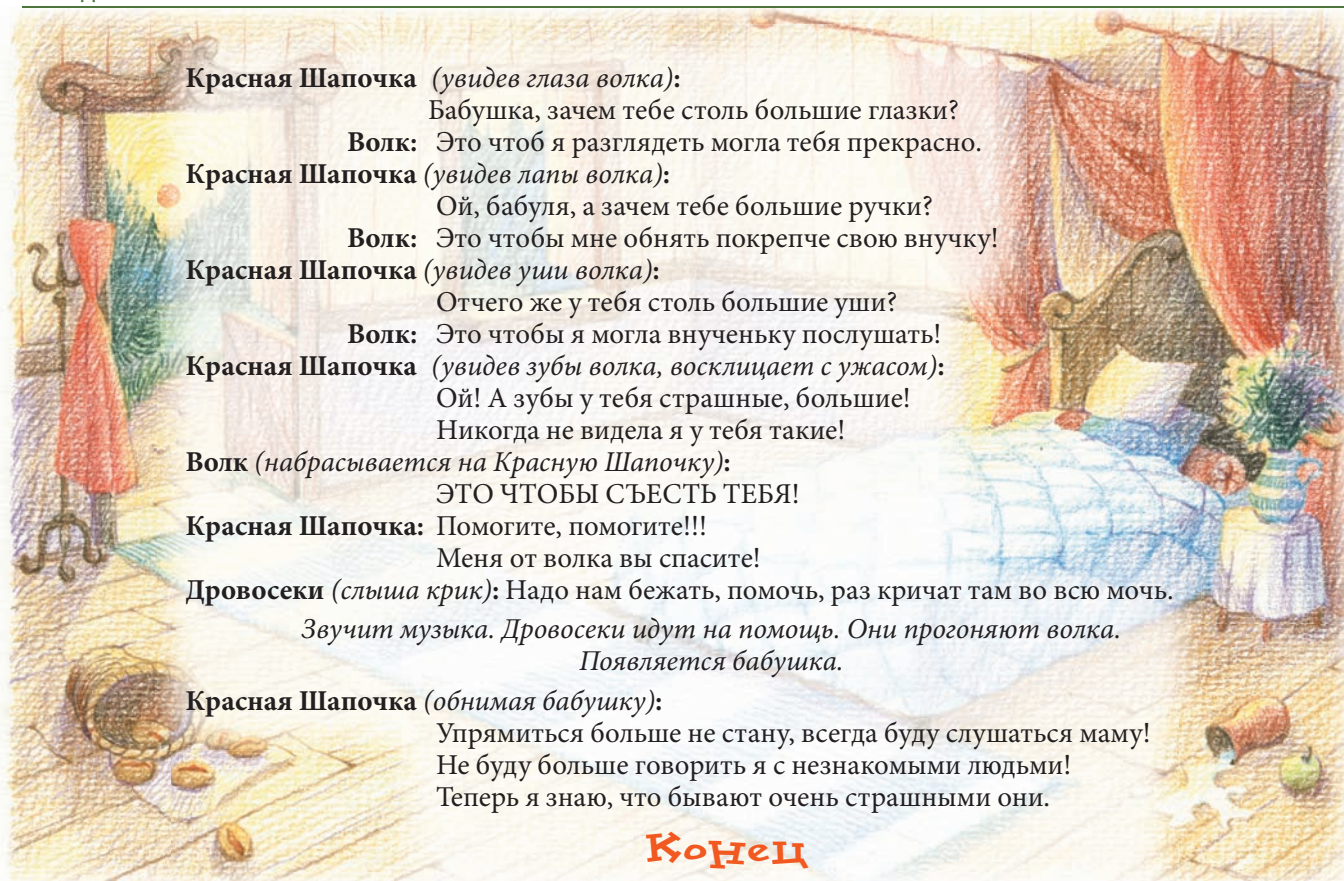 Красная Шапочка (увидев глаза волка):
Бабушка, зачем тебе столь большие глазки?
Волк: Это чтоб я разглядеть могла тебя прекрасно.
Красная Шапочка (увидев лапы волка):
Ой, бабуля, а зачем тебе большие ручки?
Волк: Это чтобы мне обнять покрепче свою внучку!
Красная Шапочка (увидев уши волка):
Отчего же у тебя столь большие уши?
Волк: Это чтобы я могла внученьку послушать!
Красная Шапочка (увидев зубы волка, восклицает с ужасом):
Ой! А зубы у тебя страшные, большие!
Никогда не видела я у тебя такие!
Волк (набрасывается на Красную Шапочку):
ЭТО ЧТОБЫ СЪЕСТЬ ТЕБЯ!
Красная Шапочка: Помогите, помогите!!!
Меня от волка вы спасите!
Дровосеки (слыша крик): Надо нам бежать, помочь, раз кричат там во всю мочь.
Звучит музыка. Дровосеки идут на помощь. Они прогоняют волка.
Появляется бабушка.
Красная Шапочка (обнимая бабушку):
Упрямиться больше не стану, всегда буду слушаться маму!
Не буду больше говорить я с незнакомыми людьми!
Теперь я знаю, что бывают очень страшными они.
Конец